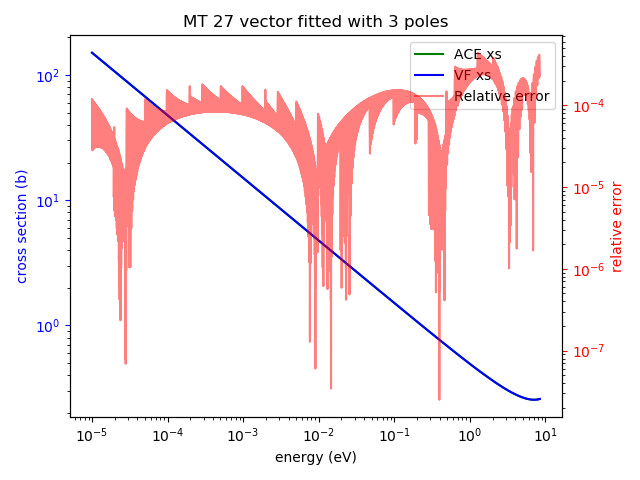 MT 27 vector fitted with 3 poles
ACE xs
VF xs
Relative error
cross section (b)
10²
10¹
10⁰
relative error
10⁻⁴
10⁻⁵
10⁻⁶
10⁻⁷
10⁻⁵ 10⁻⁴ 10⁻³ 10⁻² 10⁻¹ 10⁰ 10¹
energy (eV)